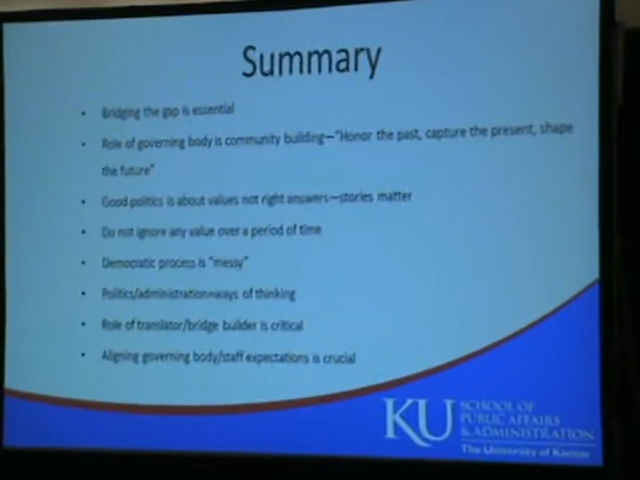 Summary
• Bridging the gap is essential
• Role of governing body is community building—"Honor the past, capture the present, shape
the future"
• Good politics is about values not right answers—stories matter
• Do not ignore any value over a period of time
• Democratic process is "messy"
• Politics/administration=ways of thinking
• Role of translator/bridge builder is critical
• Aligning governing body/staff expectations is crucial
KU
SCHOOL OF
PUBLIC AFFAIRS
& ADMINISTRATION
The University of Kansas